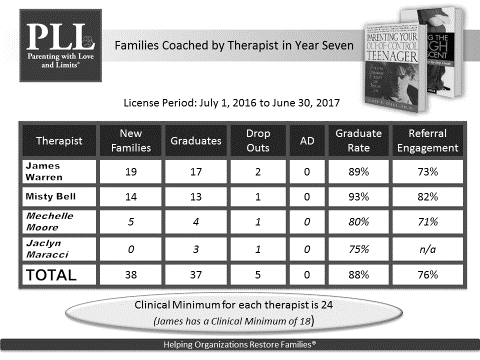 PLL
Parenting with Love
and Limits®
Families Coached by Therapist in Year Seven
PARENTING YOUR
OUT-OF-CONTROL
TEENAGER
THE
License Period: July 1, 2016 to June 30, 2017
Therapist New Families Graduates Drop Outs AD Graduate Rate Referral Engagement
James Warren 19 17 2 0 89% 73%
Misty Bell 14 13 1 0 93% 82%
Mechelle Moore 5 4 1 0 80% 71%
Jaclyn Maracci 0 3 1 0 75% n/a
TOTAL 38 37 5 0 88% 76%
Clinical Minimum for each therapist is 24
(James has a Clinical Minimum of 18)
Helping Organizations Restore Families®